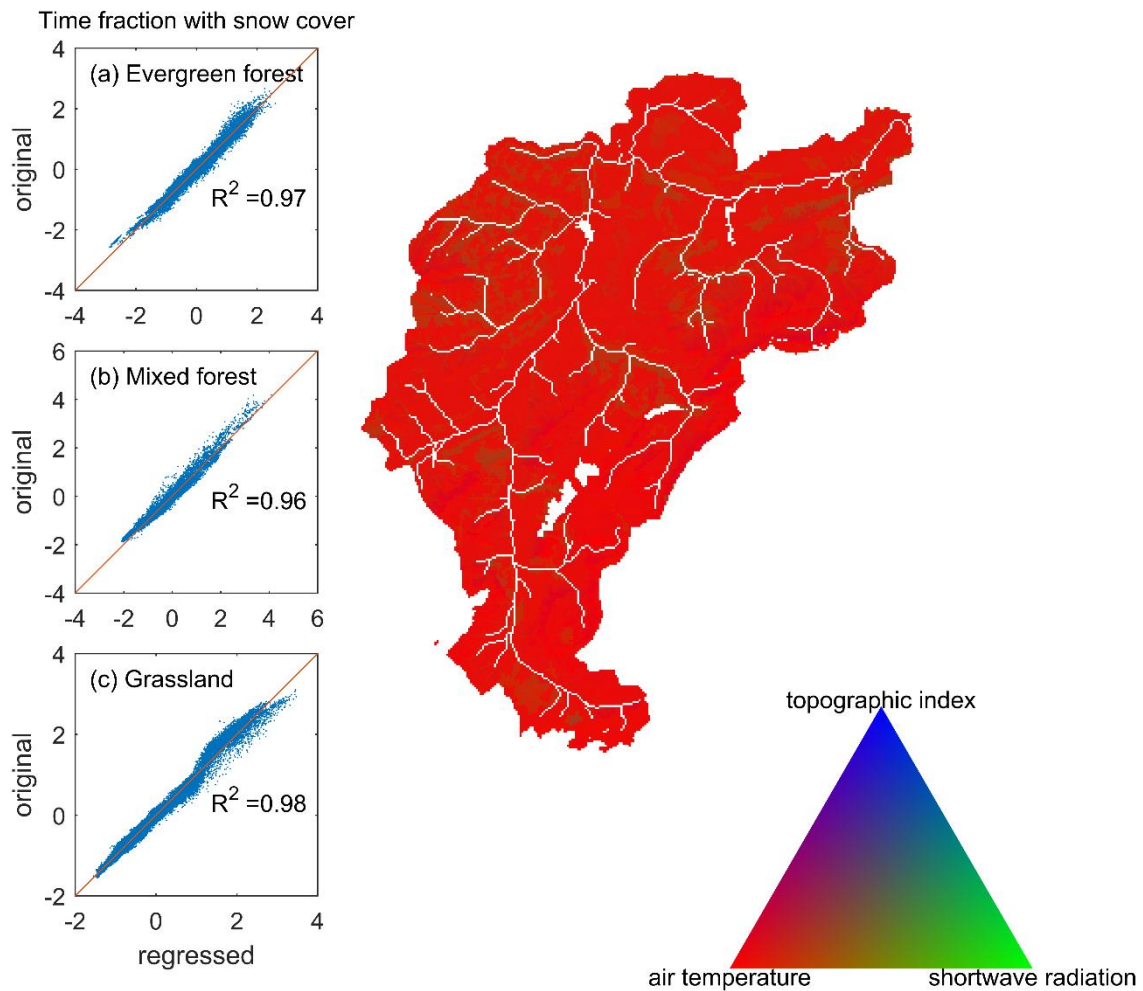 Time fraction with snow cover
4
(a) Evergreen forest
2
original
0
R² =0.97
-2
-4
-4 -2 0 2 4
6
(b) Mixed forest
4
2
original
R² =0.96
0
-2
-4
-4 -2 0 2 4 6
4
(c) Grassland
2
original
R² =0.98
0
-2
-2 0 2 4
regressed
topographic index
air temperature
shortwave radiation